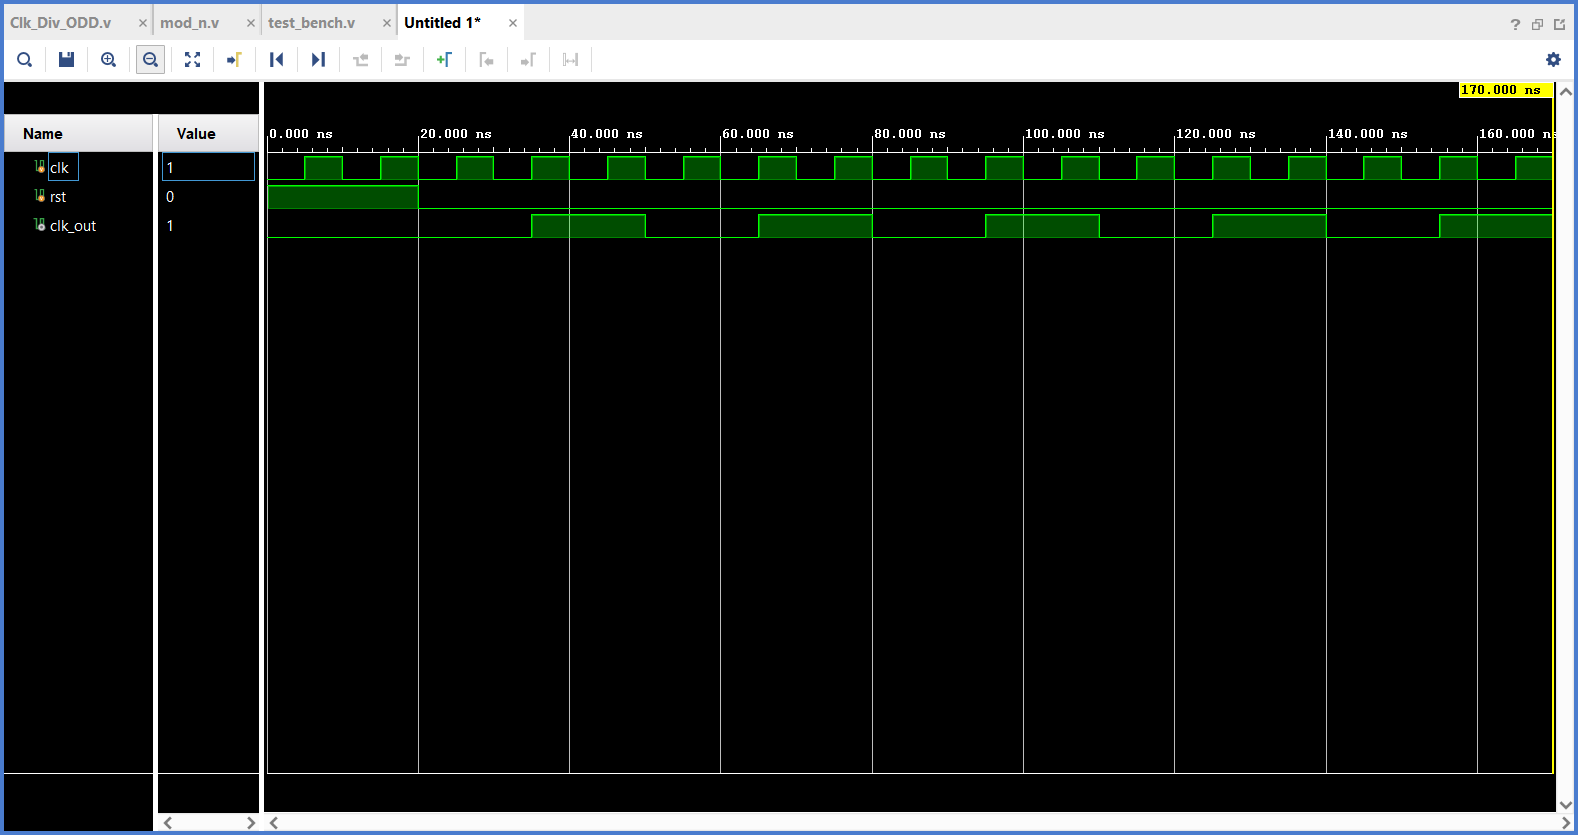 Clk_Div_ODD.v × mod_n.v × test_bench.v × Untitled 1* ×
?
170.000 ns
Name Value
0.000 ns 20.000 ns 40.000 ns 60.000 ns 80.000 ns 100.000 ns 120.000 ns 140.000 ns 160.000 ns
clk 1
rst 0
clk_out 1